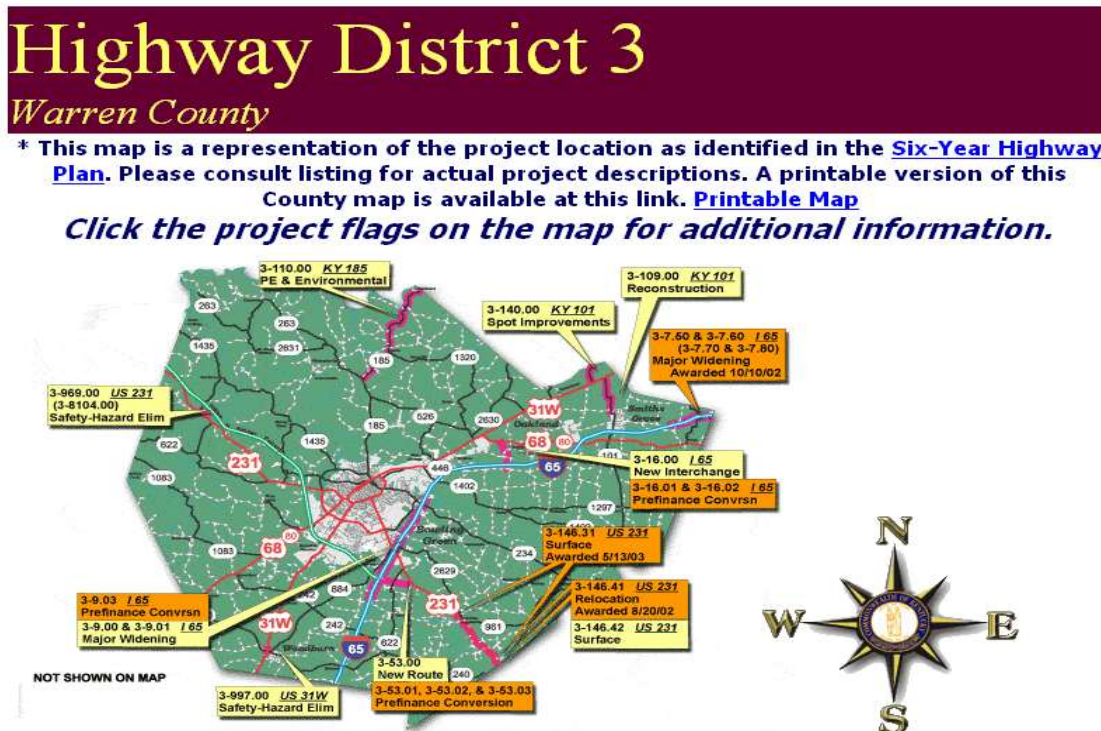 Highway District 3
Warren County
* This map is a representation of the project location as identified in the Six-Year Highway
Plan. Please consult listing for actual project descriptions. A printable version of this
County map is available at this link. Printable Map
Click the project flags on the map for additional information.
3-110.00 KY 185
PE & Environmental
3-109.00 KY 101
Reconstruction
3-140.00 KY 101
Spot Improvements
3-7.50 & 3-7.60 I 65
(3-7.70 & 3-7.80)
Major Widening
Awarded 10/10/02
263
263
1435
2631
185
1320
3-969.00 US 231
(3-8104.00)
Safety-Hazard Elim
31W
Smiths
Grove
526
2630
Oakland
185
622
1435
68
80
231
446
65
101
3-16.00 I 65
New Interchange
1083
1402
3-16.01 & 3-16.02 I 65
Prefinance Convrsn
1297
Bowling
Green
3-146.31 US 231
Surface
Awarded 5/13/03
80
68
1083
234
2629
884
3-146.41 US 231
Relocation
Awarded 8/20/02
3-9.03 I 65
Prefinance Convrsn
242
231
3-9.00 & 3-9.01 I 65
Major Widening
31W
242
961
3-146.42 US 231
Surface
622
Woodburn
65
3-53.00
New Route
240
NOT SHOWN ON MAP
3-997.00 US 31W
Safety-Hazard Elim
3-53.01, 3-53.02, & 3-53.03
Prefinance Conversion
N
W
E
S